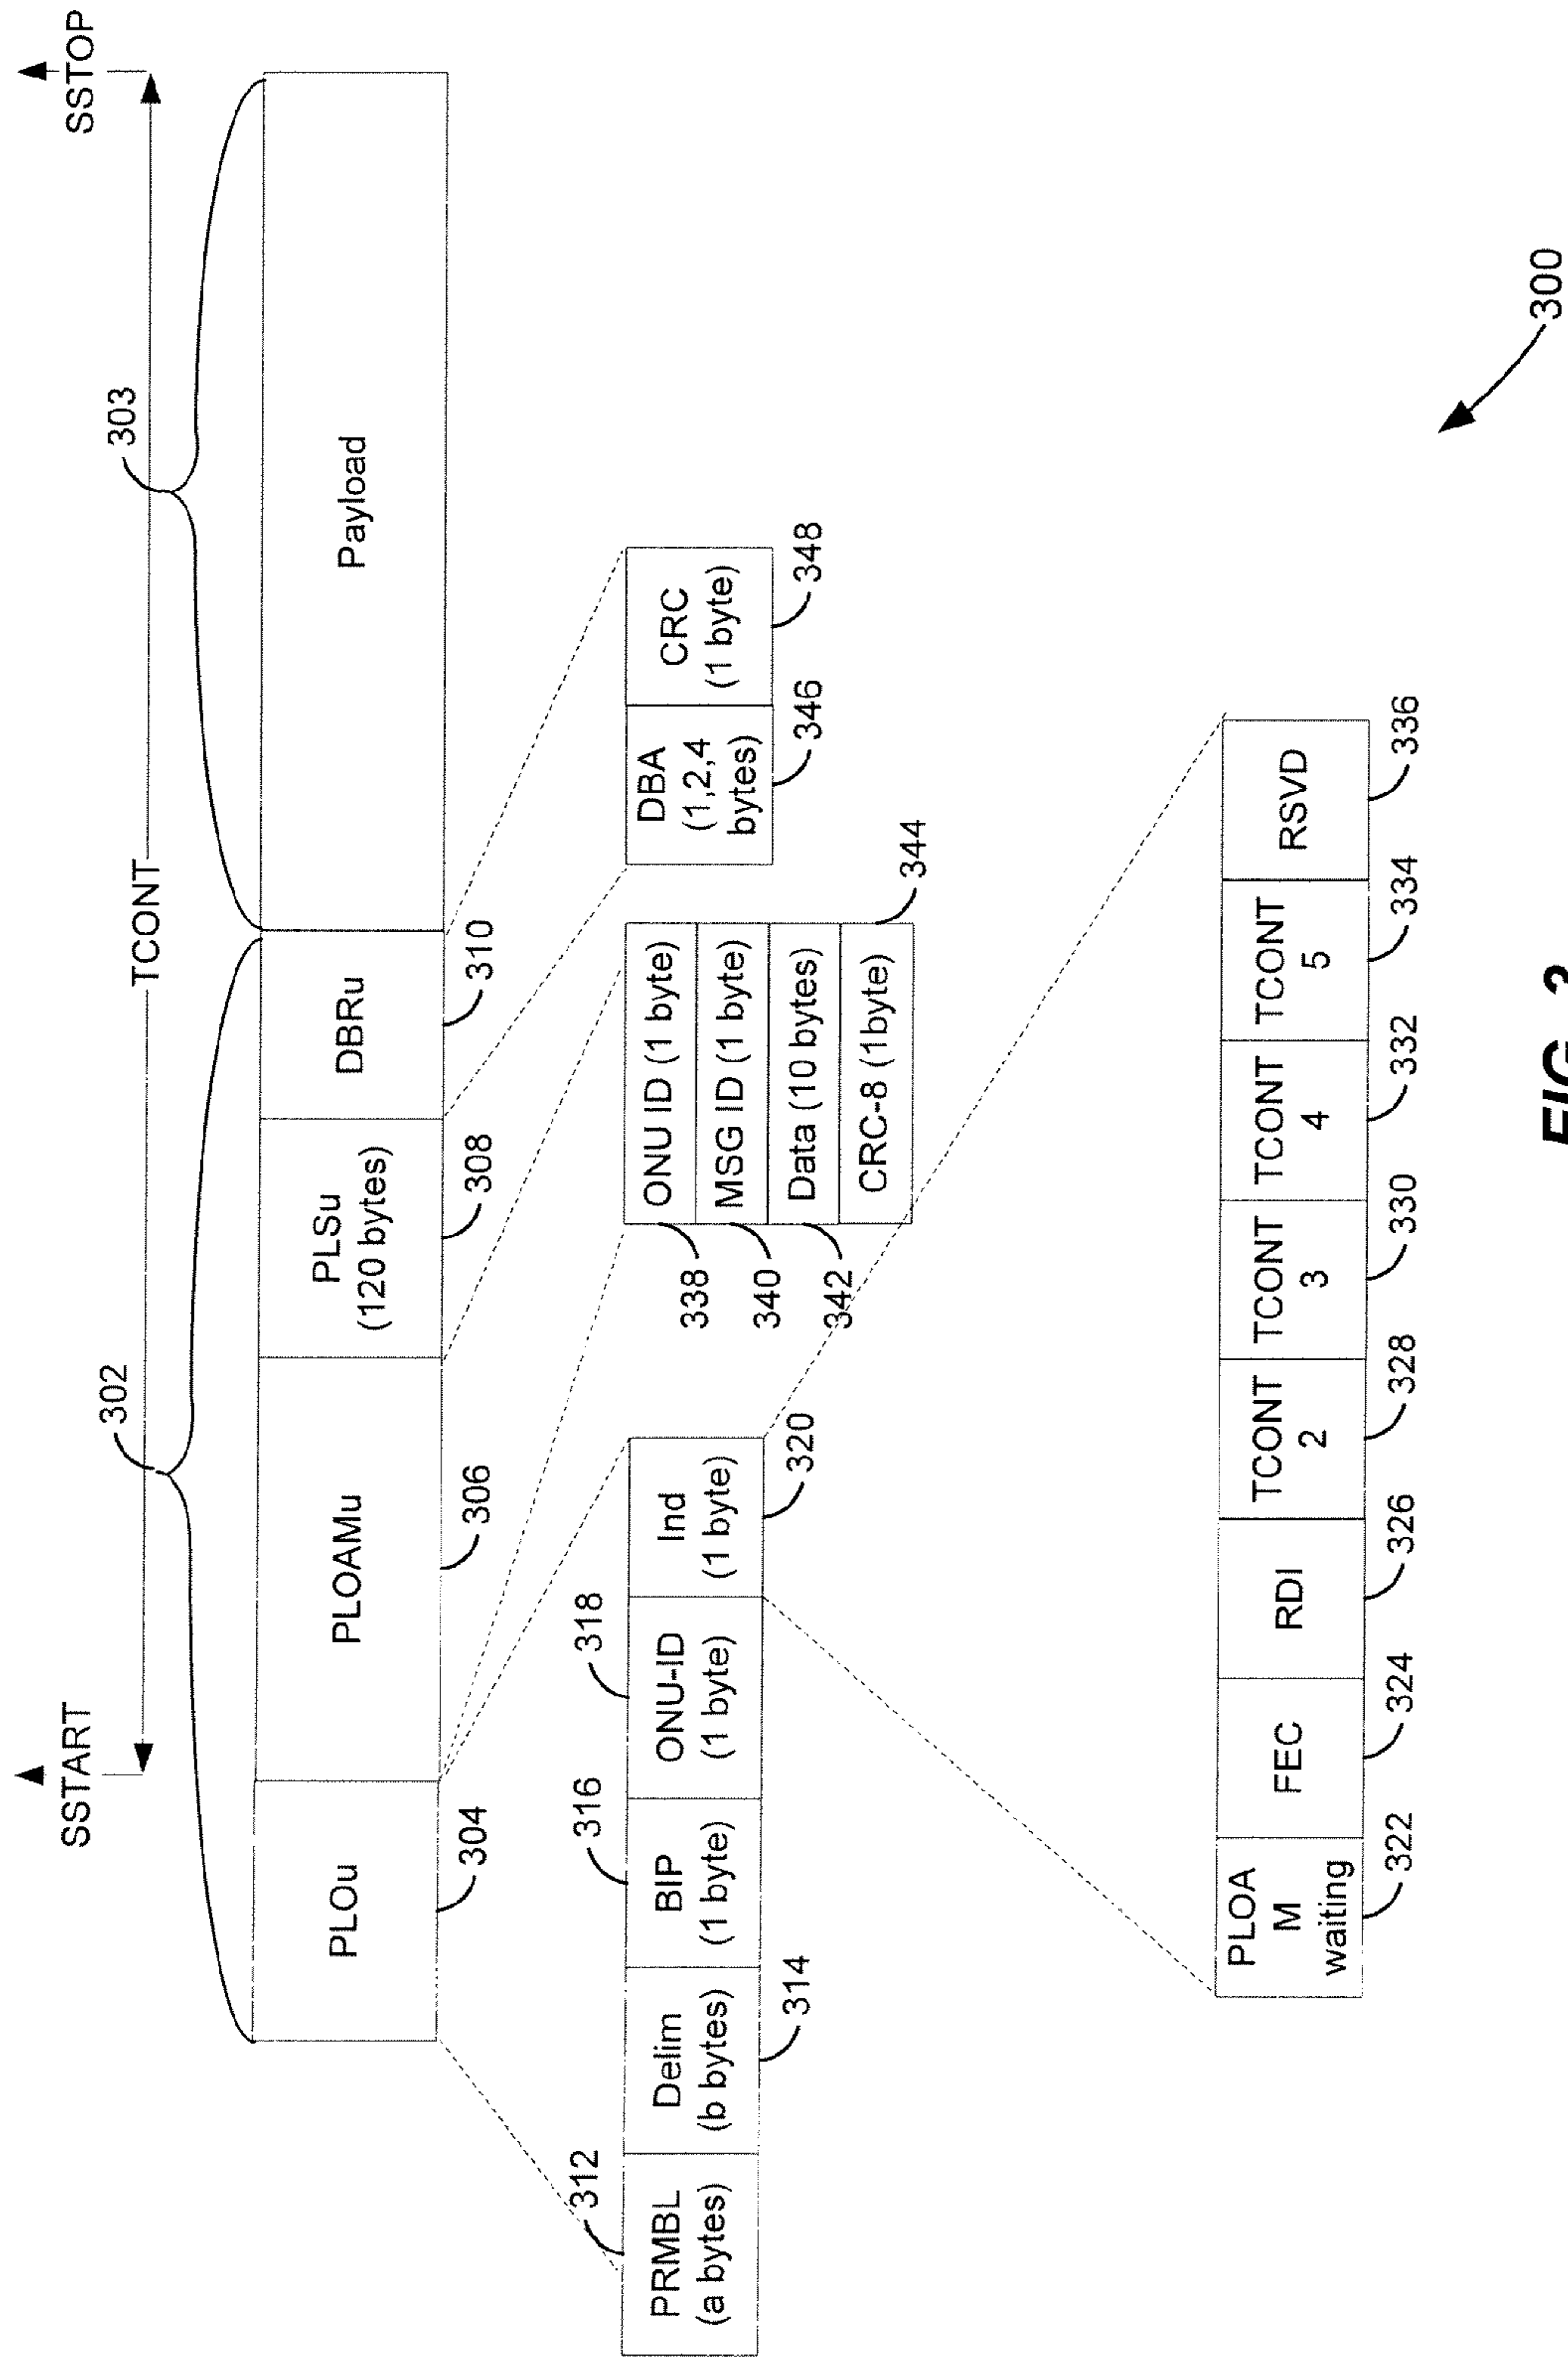 SSTART
SSTOP
TCONT
302
303
PLOu
PLOAMu
PLSu
(120 bytes)
DBRu
Payload
304
306
308
310
312
316
318
PRMBL
(a bytes)
Delim
(b bytes)
BIP
(1 byte)
ONU-ID
(1 byte)
Ind
(1 byte)
314
320
338
340
342
ONU ID (1 byte)
MSG ID (1 byte)
Data (10 bytes)
CRC-8 (1byte)
344
DBA
(1,2,4
bytes)
CRC
(1 byte)
346
348
PLOA
M
waiting
FEC
RDI
TCONT
2
TCONT
3
TCONT
4
TCONT
5
RSVD
322
324
326
328
330
332
334
336
300